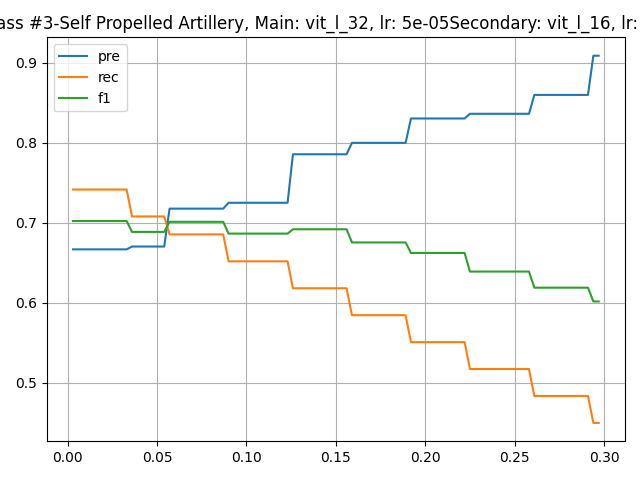 ass #3-Self Propelled Artillery, Main: vit_l_32, lr: 5e-05Secondary: vit_l_16, lr:
pre
rec
f1
0.9
0.8
0.7
0.6
0.5
0.00 0.05 0.10 0.15 0.20 0.25 0.30